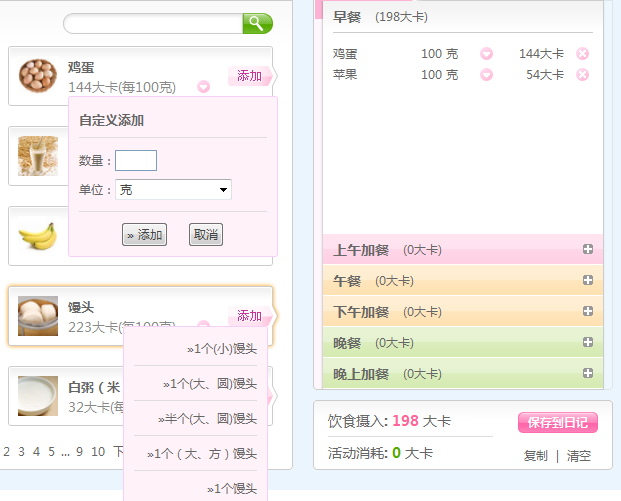 鸡蛋
144大卡(每100克)
添加
自定义添加
数量：
单位：
克
» 添加
取消
馒头
223大卡(每100克)
添加
»1个(小)馒头
»1个(大、圆)馒头
»半个(大、圆)馒头
»1个（大、方）馒头
»1个馒头
白粥（米
32大卡(每
2 3 4 5 ... 9 10 下
早餐 (198大卡)
鸡蛋 100 克 144大卡
苹果 100 克 54大卡
上午加餐 (0大卡)
午餐 (0大卡)
下午加餐 (0大卡)
晚餐 (0大卡)
晚上加餐 (0大卡)
饮食摄入: 198 大卡
保存到日记
活动消耗: 0 大卡
复制 | 清空